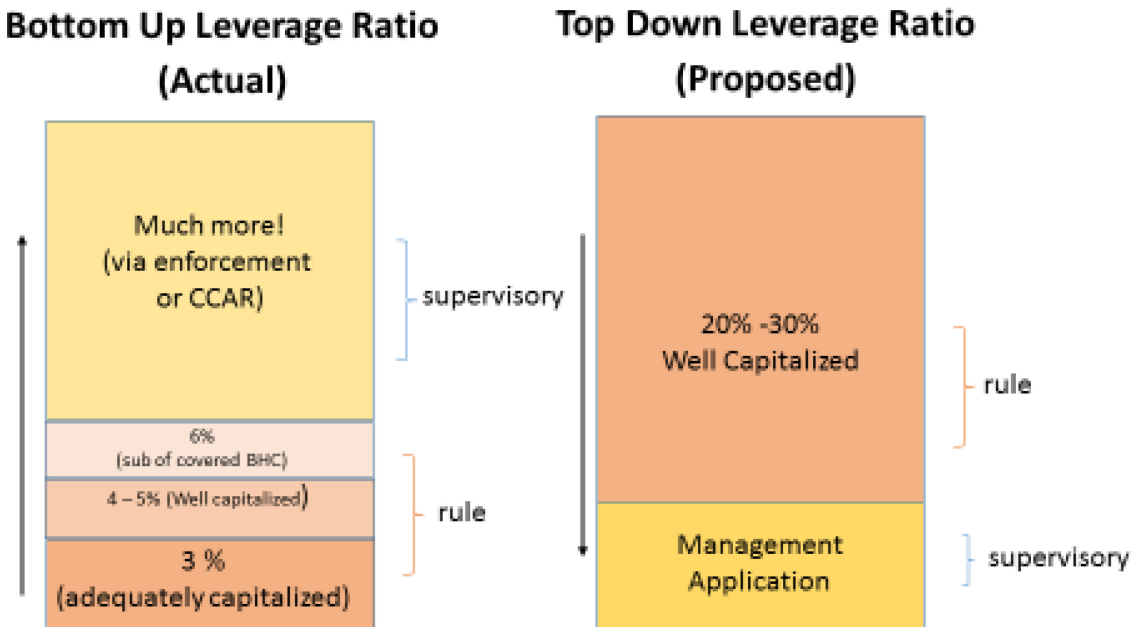 Bottom Up Leverage Ratio
(Actual)
Much more!
(via enforcement
or CCAR)
supervisory
6%
(sub of covered BHC)
4 – 5% (Well capitalized)
rule
3 %
(adequately capitalized)
Top Down Leverage Ratio
(Proposed)
20% -30%
Well Capitalized
rule
Management
Application
supervisory